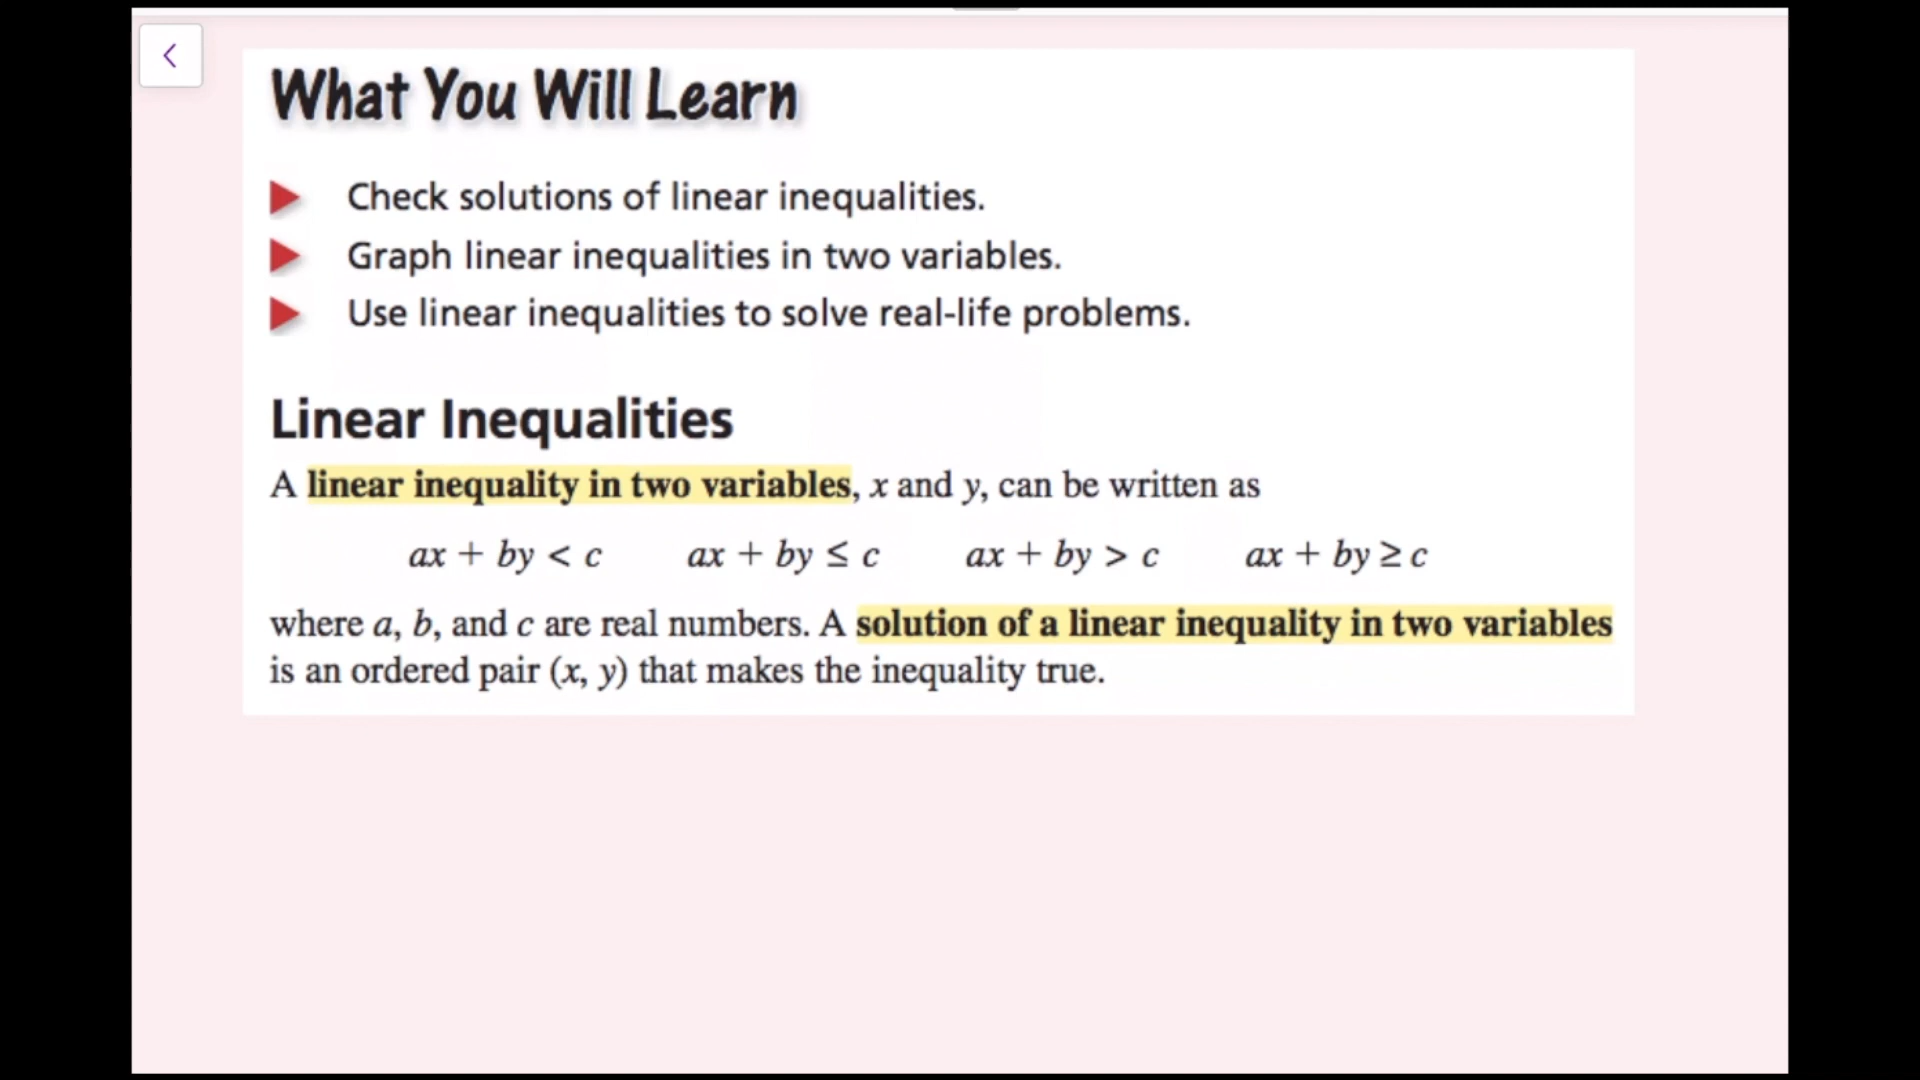 What You Will Learn
Check solutions of linear inequalities.
Graph linear inequalities in two variables.
Use linear inequalities to solve real-life problems.
Linear Inequalities
A linear inequality in two variables, x and y, can be written as
ax + by < c ax + by ≤ c ax + by > c ax + by ≥ c
where a, b, and c are real numbers. A solution of a linear inequality in two variables
is an ordered pair (x, y) that makes the inequality true.